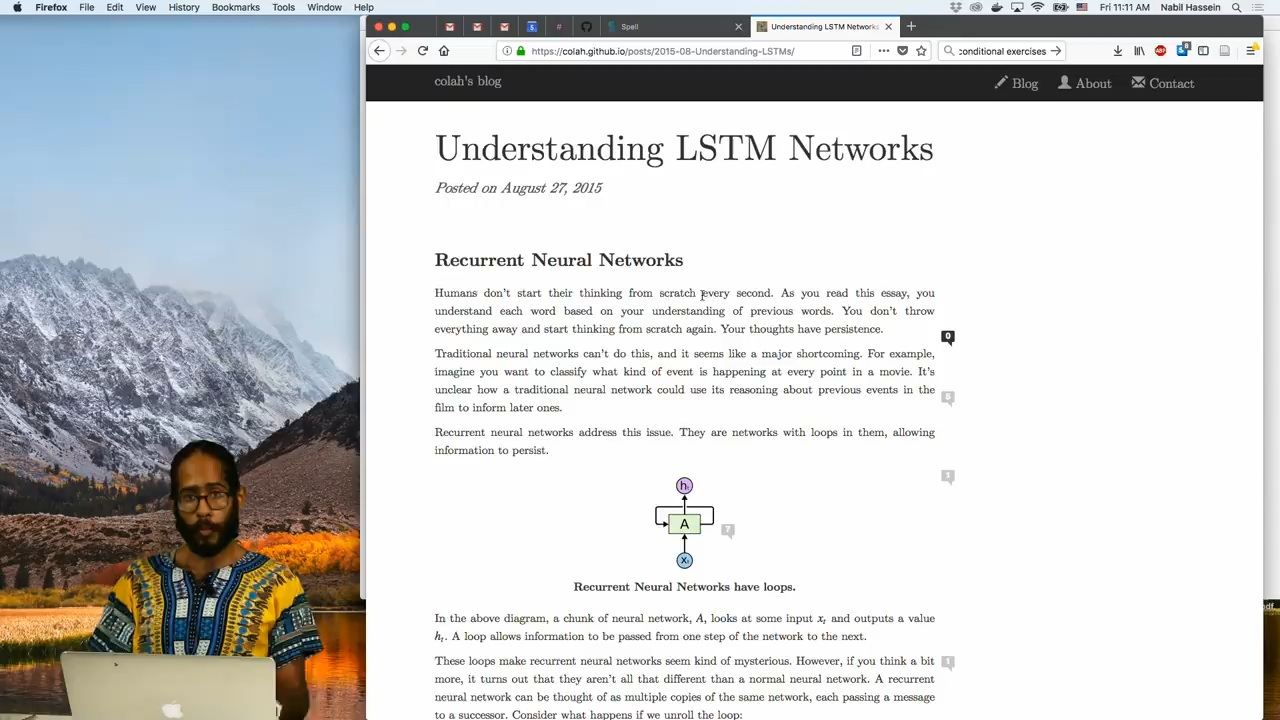 Firefox File Edit View History Tools Window Help
Fri 11:11 AM Nabil Hassein
Spell
Understanding LSTM Networks
https://colah.github.io/posts/2015-08-Understanding-LSTMs/
conditional exercises
colah's blog
Blog
About
Contact
Understanding LSTM Networks
Posted on August 27, 2015
Recurrent Neural Networks
Humans don't start their thinking from scratch every second. As you read this essay, you
understand each word based on your understanding of previous words. You don't throw
everything away and start thinking from scratch again. Your thoughts have persistence.
0
Traditional neural networks can't do this, and it seems like a major shortcoming. For example,
imagine you want to classify what kind of event is happening at every point in a movie. It's
unclear how a traditional neural network could use its reasoning about previous events in the
film to inform later ones.
Recurrent neural networks address this issue. They are networks with loops in them, allowing
information to persist.
1
h
A
7
x
Recurrent Neural Networks have loops.
In the above diagram, a chunk of neural network, A, looks at some input xt and outputs a value
ht. A loop allows information to be passed from one step of the network to the next.
These loops make recurrent neural networks seem kind of mysterious. However, if you think a bit
more, it turns out that they aren't all that different than a normal neural network. A recurrent
neural network can be thought of as multiple copies of the same network, each passing a message
to a successor. Consider what happens if we unroll the loop: